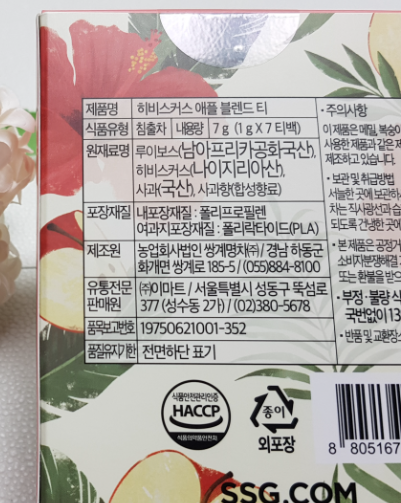 제품명 히비스커스 애플 블렌드 티
식품유형 침출차 내용량 7g (1g X 7티백)
원재료명 루이보스(남아프리카공화국산),
히비스커스(나이지리아산),
사과(국산), 사과향(합성향료)
포장재질 내포장재질 : 폴리프로필렌
여과지포장재질 : 폴리락타이드(PLA)
제조원 농업회사법인 쌍계명차㈜/ 경남 하동군
화개면 쌍계로 185-5 / (055)884-8100
유통전문
판매원 ㈜이마트 / 서울특별시 성동구 뚝섬로
377 (성수동 2가) / (02)380-5678
품목보고번호 19750621001-352
품질유지기한 전면하단 표기
• 주의사항
이 제품은 메밀, 복숭아
사용한 제품과 같은 제
제조하고 있습니다.
• 보관 및 취급방법
서늘한 곳에 보관하시
차는 직사광선과 습
되도록 건냉한 곳에(
• 본 제품은 공정거
소비자분쟁해결기
또는 환불을 받으
• 부정·불량 식
국번없이 13
• 반품 및 교환장소
식품안전관리인증
HACCP
식품의약품안전처
종이
외포장
8 805167
SSG.COM